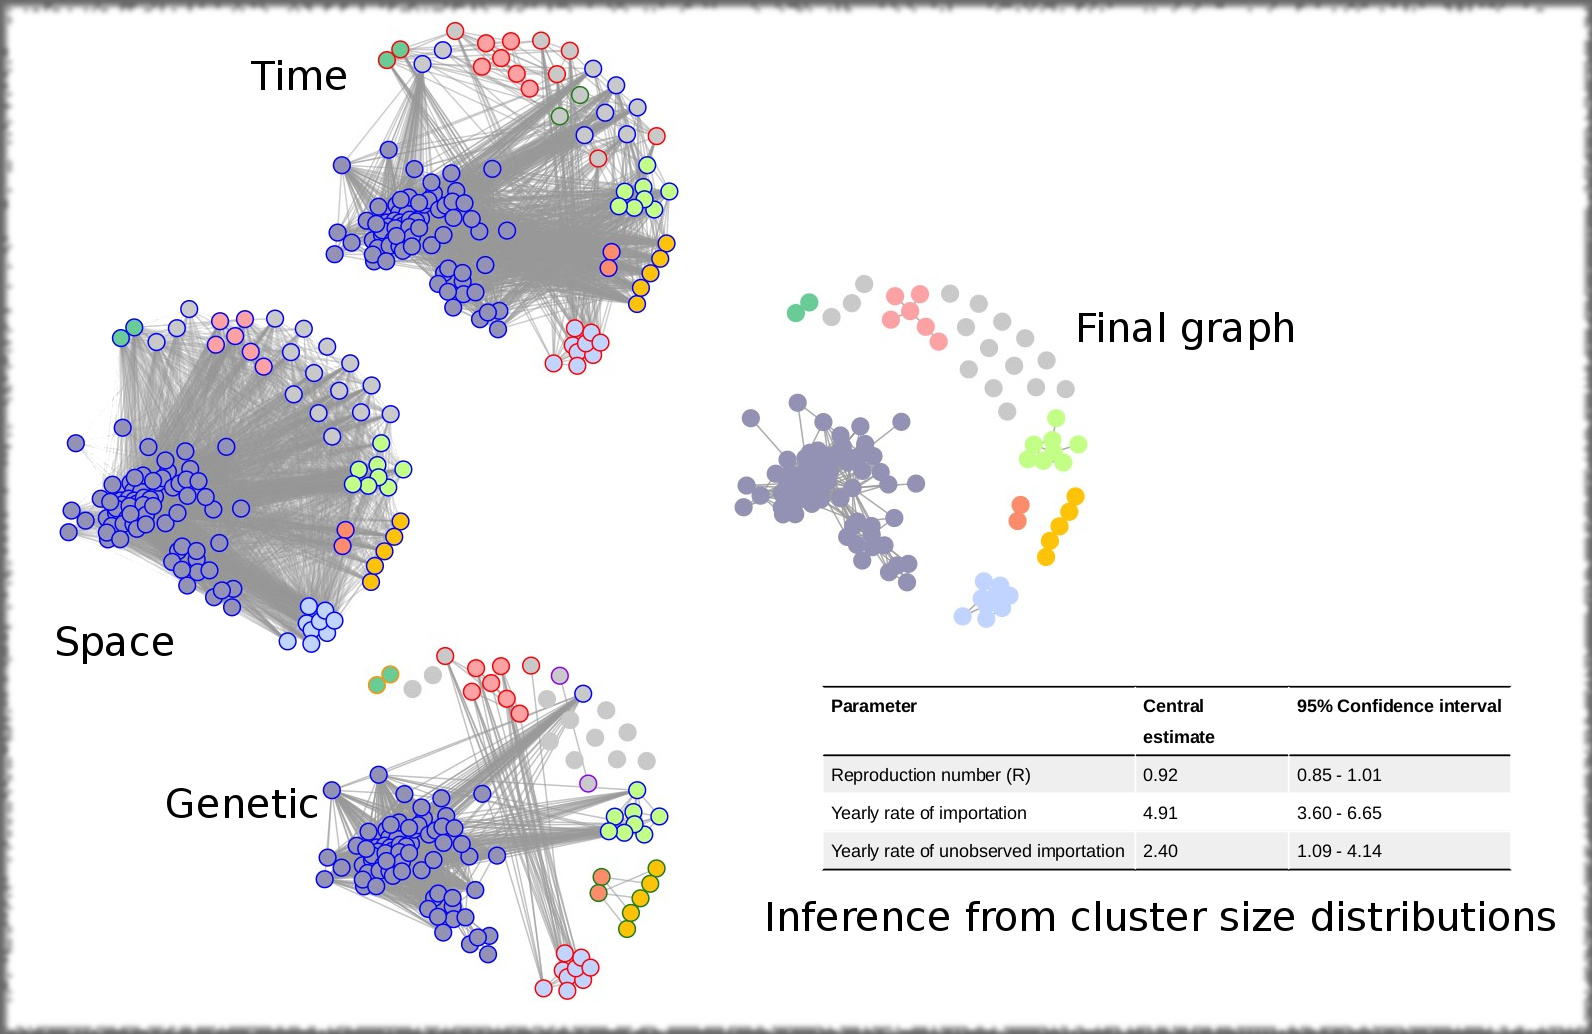 Time
Space
Genetic
Final graph
Parameter Central estimate 95% Confidence interval
Reproduction number (R) 0.92 0.85 - 1.01
Yearly rate of importation 4.91 3.60 - 6.65
Yearly rate of unobserved importation 2.40 1.09 - 4.14
Inference from cluster size distributions